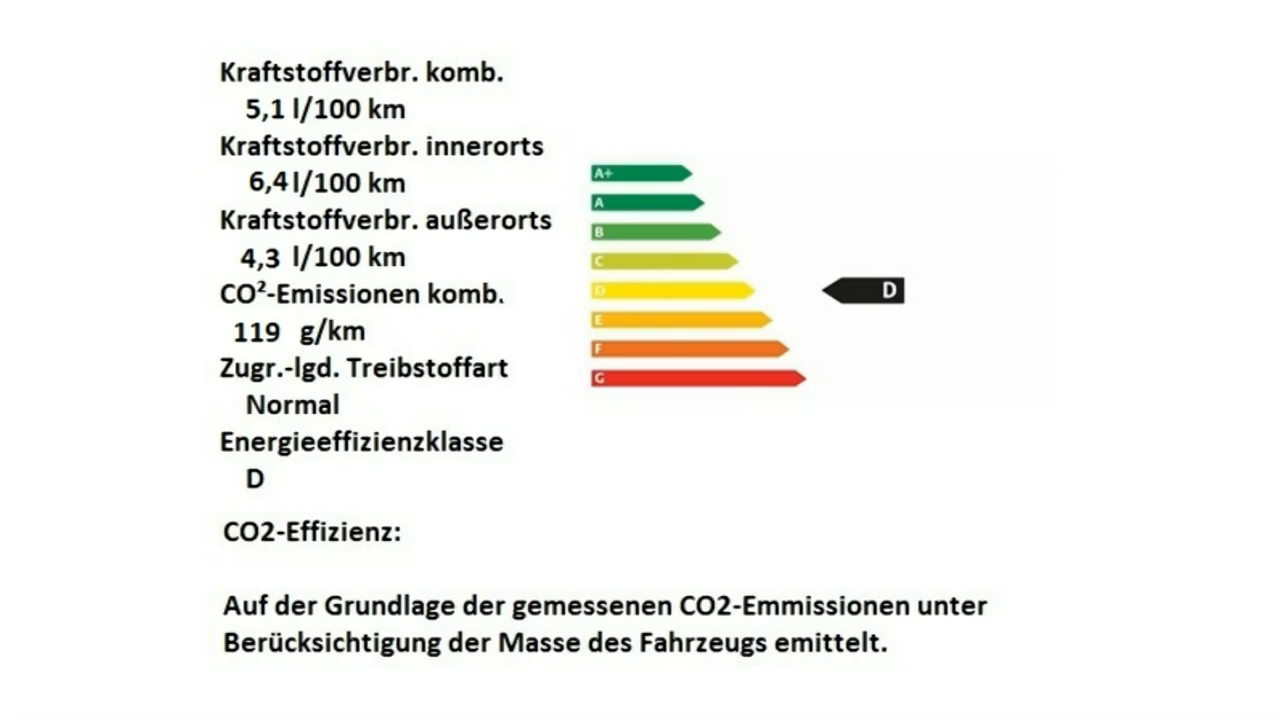 Kraftstoffverbr. komb.
5,1 l/100 km
Kraftstoffverbr. innerorts
6,4 l/100 km
Kraftstoffverbr. außerorts
4,3 l/100 km
CO²-Emissionen komb.
119 g/km
Zugr.-lgd. Treibstoffart
Normal
Energieeffizienzklasse
D
A+
A
B
C
D
E
F
G
D
CO2-Effizienz:
Auf der Grundlage der gemessenen CO2-Emmissionen unter
Berücksichtigung der Masse des Fahrzeugs emittelt.